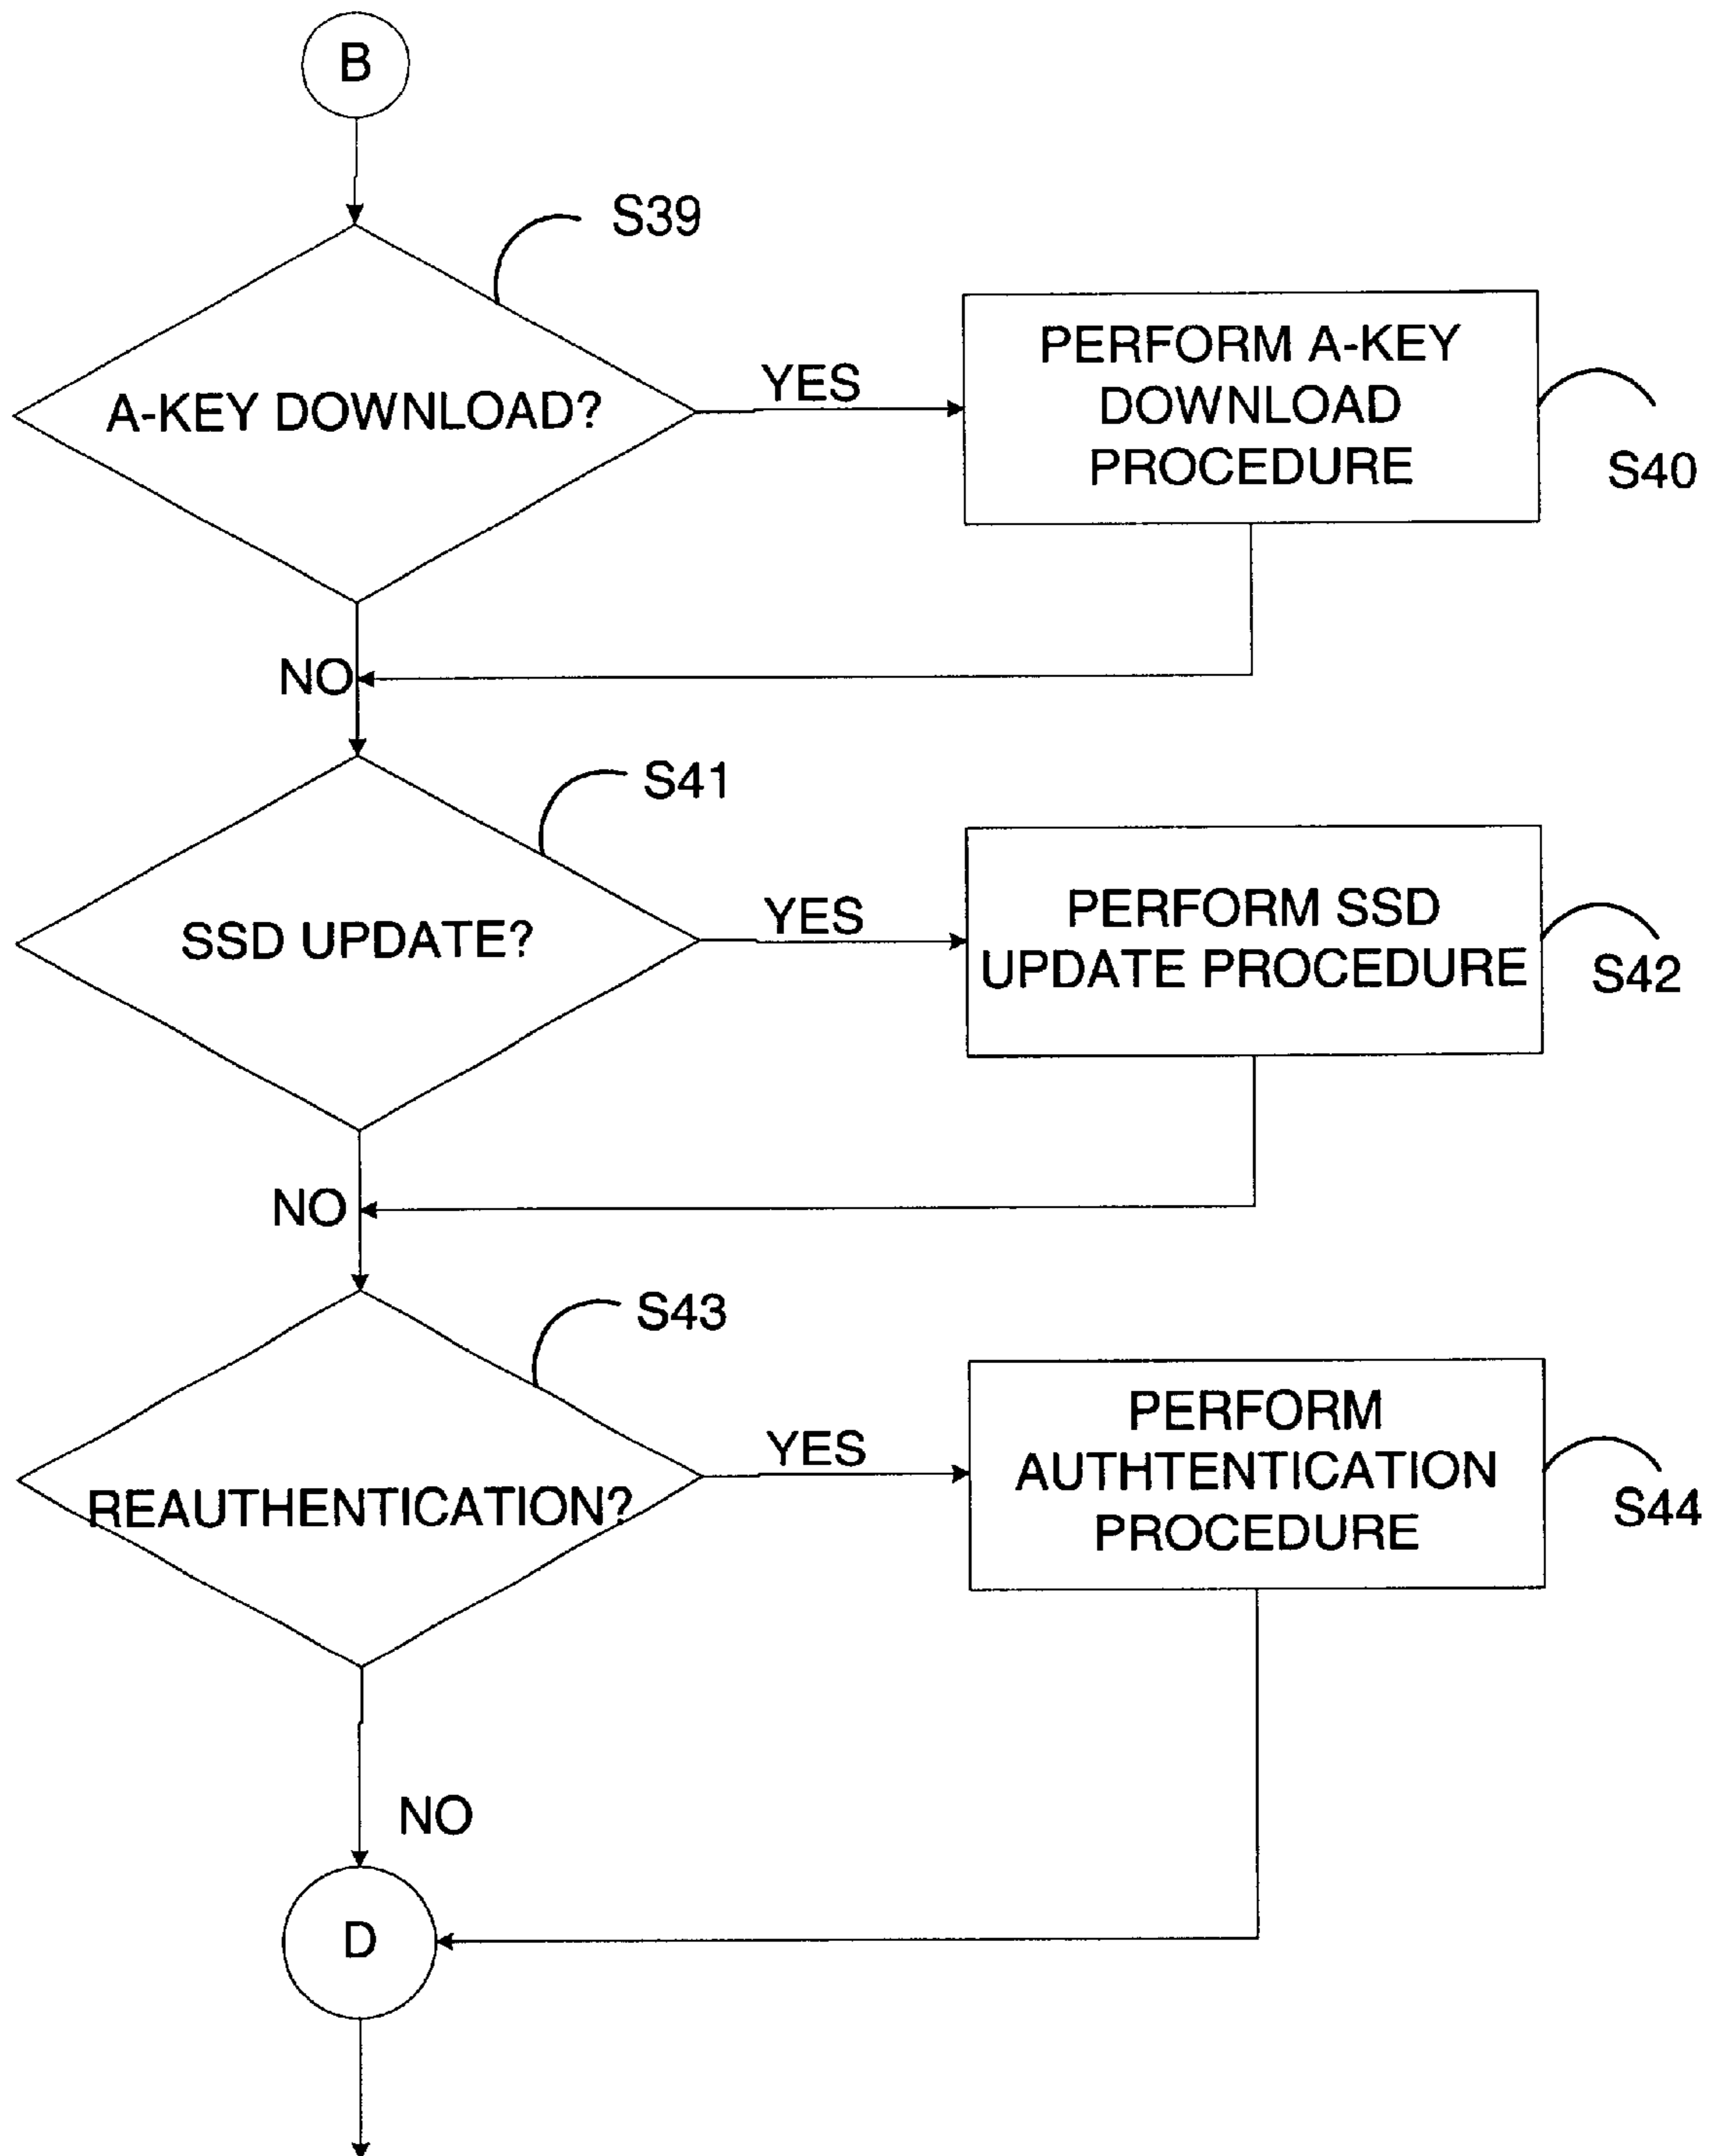 B
S39
A-KEY DOWNLOAD?
YES
PERFORM A-KEY
DOWNLOAD
PROCEDURE
S40
NO
S41
SSD UPDATE?
YES
PERFORM SSD
UPDATE PROCEDURE
S42
NO
S43
REAUTHENTICATION?
YES
PERFORM
AUTHTENTICATION
PROCEDURE
S44
NO
D